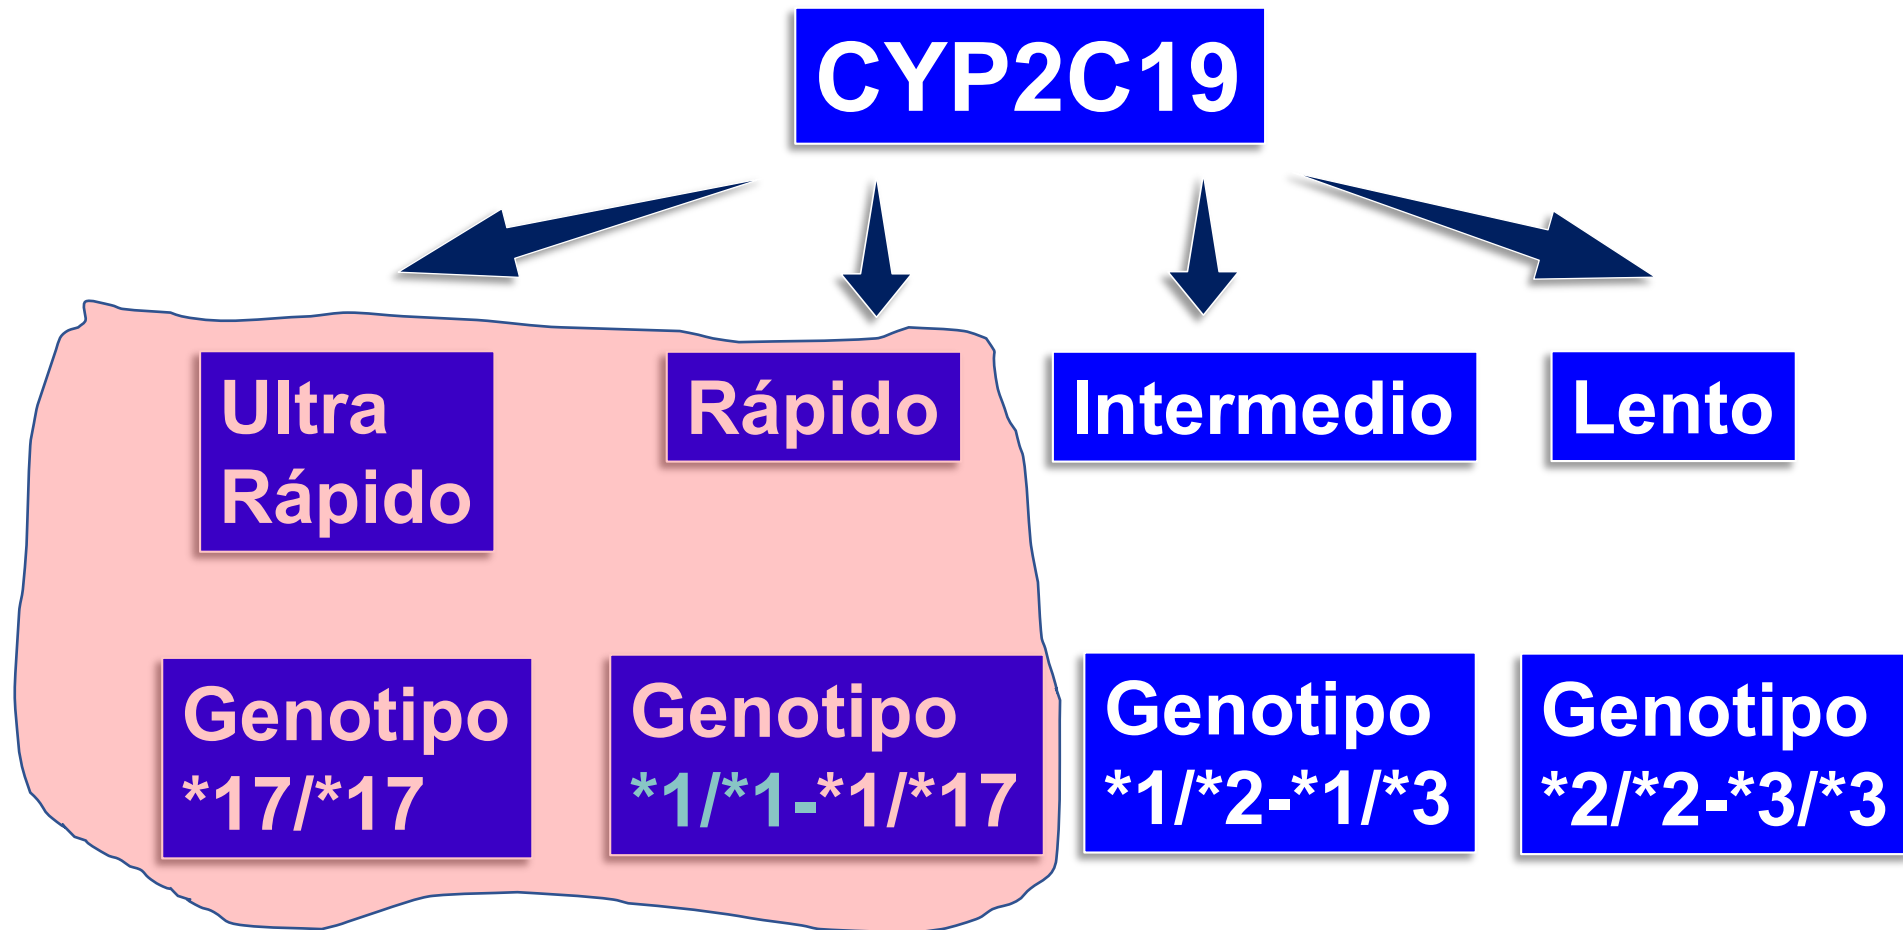 CYP2C19
Ultra
Rápido
Rápido
Intermedio
Lento
Genotipo
*17/*17
Genotipo
*1/*1-*1/*17
Genotipo
*1/*2-*1/*3
Genotipo
*2/*2-*3/*3